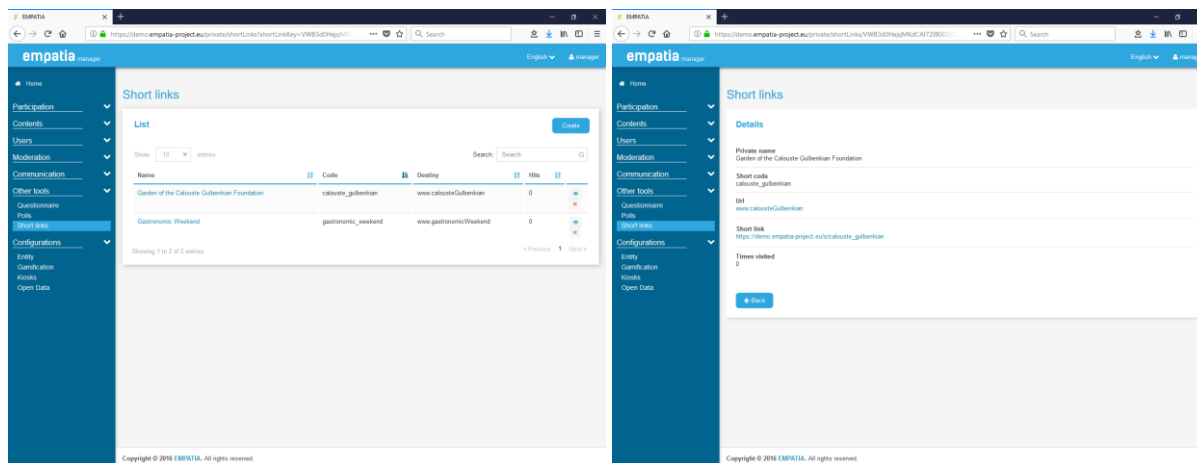 EMPATIA
https://demo.empatia-project.eu/private/shortLinks?shortLinkKey=
Search
empatia manager
English
manager
Home
Participation
Contents
Users
Moderation
Communication
Other tools
Questionnaire
Polls
Short links
Configurations
Entity
Gamification
Kiosks
Open Data
Short links
List
Create
Show 10 entries
Search: Search
Name Code Destiny Hits
Garden of the Calouste Gulbenkian Foundation calouste_gulbenkian www.calousteGulbenkian 0
Gastronomic Weekend gastronomic_weekend www.gastronomicWeekend 0
Showing 1 to 2 of 2 entries
Previous 1 Next
Copyright © 2016 EMPATIA. All rights reserved.
EMPATIA
https://demo.empatia-project.eu/private/shortLinks/
Search
empatia manager
English
Home
Participation
Contents
Users
Moderation
Communication
Other tools
Questionnaire
Polls
Short links
Configurations
Entity
Gamification
Kiosks
Open Data
Short links
Details
Private name
Garden of the Calouste Gulbenkian Foundation
Short code
calouste_gulbenkian
Url
www.calousteGulbenkian
Short link
https://demo.empatia-project.eu/s/calouste_gulbenkian
Times visited
0
Back
Copyright © 2016 EMPATIA. All rights reserved.